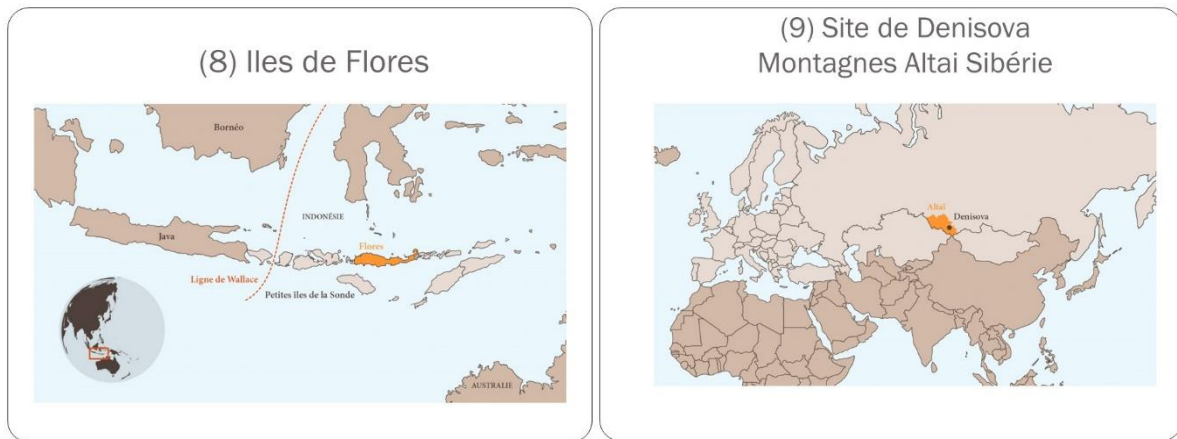 (8) Iles de Flores
Bornéo
INDONÉSIE
Java
Flores
Ligne de Wallace
Petites îles de la Sonde
AUSTRALIE
(9) Site de Denisova
Montagnes Altai Sibérie
Altaï
Denisova